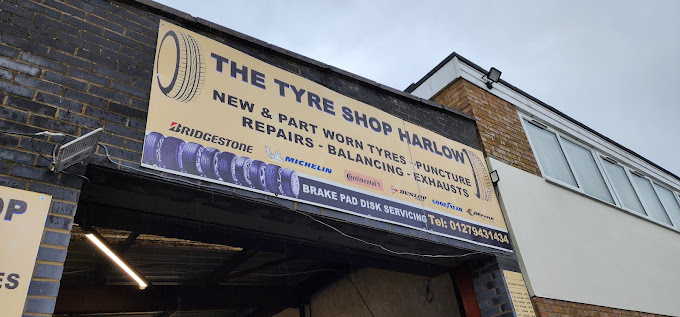 THE TYRE SHOP HARLOW
NEW & PART WORN TYRES - PUNCTURE
REPAIRS - BALANCING - EXHAUSTS
BRIDGESTONE
MICHELIN
Continental
DUNLOP
GOODYEAR
BRAKE PAD DISK SERVICING Tel: 01279431434
OP
ES